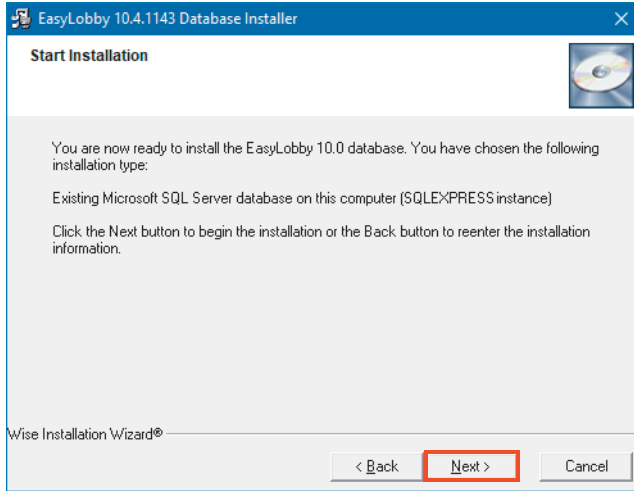 EasyLobby 10.4.1143 Database Installer
Start Installation
You are now ready to install the EasyLobby 10.0 database. You have chosen the following
installation type:
Existing Microsoft SQL Server database on this computer (SQLEXPRESS instance)
Click the Next button to begin the installation or the Back button to reenter the installation
information.
Wise Installation Wizard®
< Back
Next >
Cancel